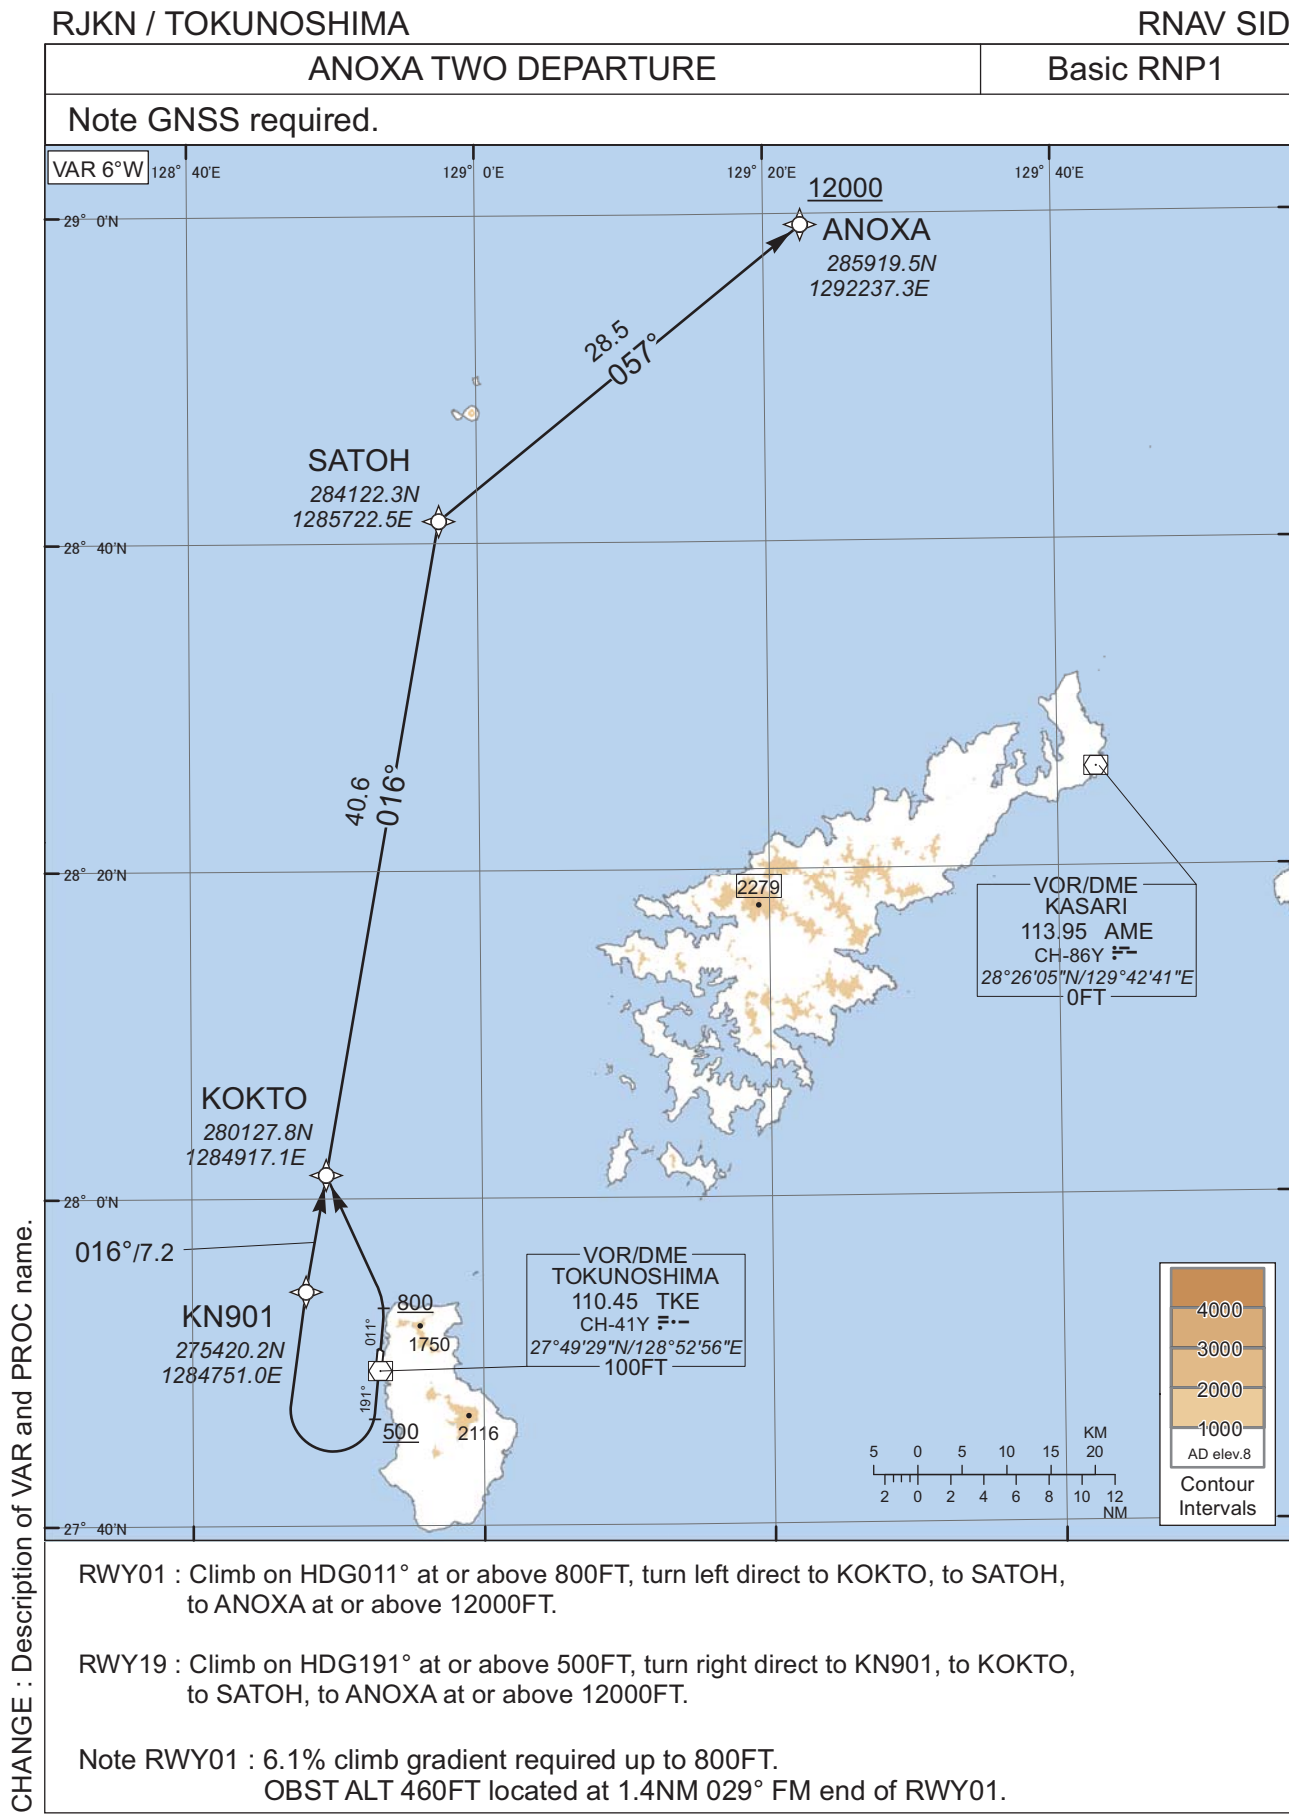 RJKN / TOKUNOSHIMA
RNAV SID
ANOXA TWO DEPARTURE
Basic RNP1
Note GNSS required.
VAR 6°W
128° 40'E
129° 0'E
129° 20'E
129° 40'E
12000
29° 0'N
ANOXA
285919.5N
1292237.3E
28.5
057°
SATOH
284122.3N
1285722.5E
28° 40'N
40.6
016°
28° 20'N
2279
VOR/DME
KASARI
113.95 AME
CH-86Y
28°26'05"N/129°42'41"E
0FT
KOKTO
280127.8N
1284917.1E
28° 0'N
016°/7.2
VOR/DME
TOKUNOSHIMA
110.45 TKE
CH-41Y
27°49'29"N/128°52'56"E
100FT
KN901
275420.2N
1284751.0E
800
011°
1750
191°
500
2116
4000
3000
2000
1000
AD elev.8
Contour
Intervals
KM
5 0 5 10 15 20
2 0 2 4 6 8 10 12
NM
27° 40'N
RWY01 : Climb on HDG011° at or above 800FT, turn left direct to KOKTO, to SATOH,
to ANOXA at or above 12000FT.
RWY19 : Climb on HDG191° at or above 500FT, turn right direct to KN901, to KOKTO,
to SATOH, to ANOXA at or above 12000FT.
Note RWY01 : 6.1% climb gradient required up to 800FT.
OBST ALT 460FT located at 1.4NM 029° FM end of RWY01.
CHANGE : Description of VAR and PROC name.